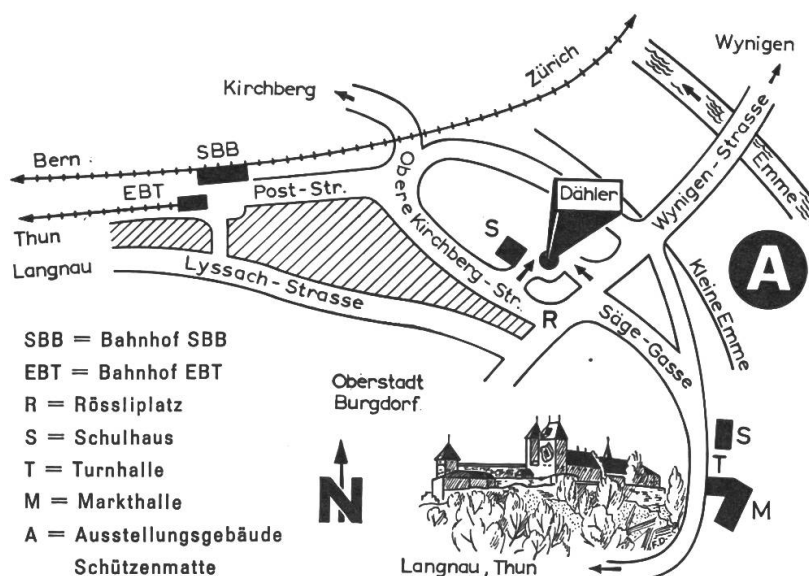 Wynigen
Zürich
Kirchberg
SBB
Bern
EBT
Post-Str.
Thun
Langnau
Lyssach-Strasse
Obere Kirchberg-Str.
Dähler
Wynigen-Strasse
Emme
S
A
Kleine Emme
R
Säge-Gasse
SBB = Bahnhof SBB
EBT = Bahnhof EBT
R = Rössliplatz
S = Schulhaus
T = Turnhalle
M = Markthalle
A = Ausstellungsgebäude
Schützenmatte
Oberstadt
Burgdorf
N
S
T
M
F.D.
Langnau, Thun